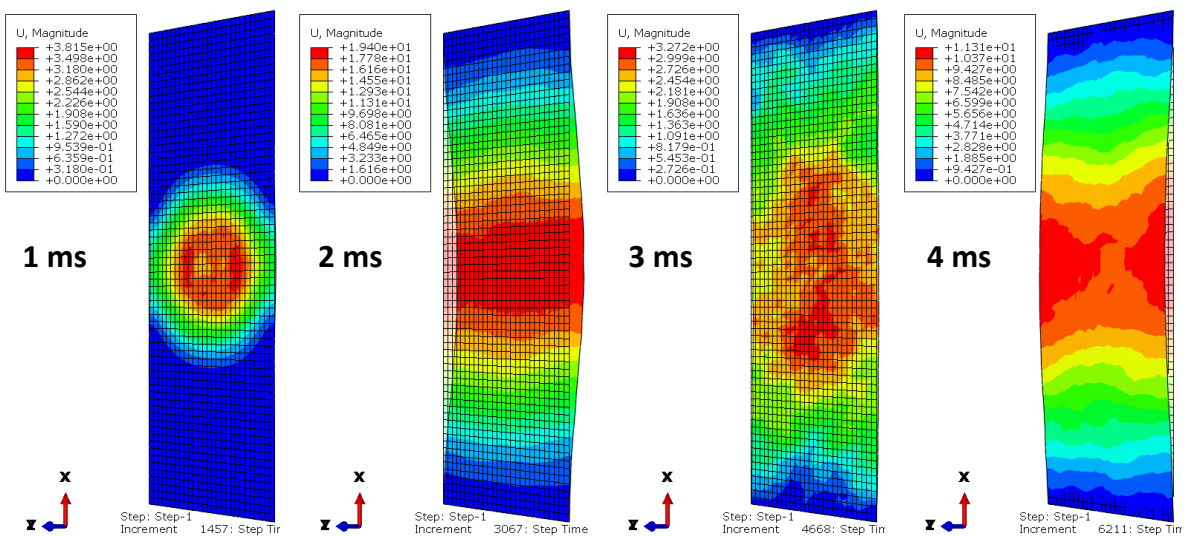 U, Magnitude
+3.815e+00
+3.498e+00
+3.180e+00
+2.862e+00
+2.544e+00
+2.226e+00
+1.908e+00
+1.590e+00
+1.272e+00
+9.539e-01
+6.359e-01
+3.180e-01
+0.000e+00
1 ms
X
Z
Step: Step-1
Increment 1457: Step Tim
U, Magnitude
+1.940e+01
+1.778e+01
+1.616e+01
+1.455e+01
+1.293e+01
+1.131e+01
+9.698e+00
+8.081e+00
+6.465e+00
+4.849e+00
+3.233e+00
+1.616e+00
+0.000e+00
2 ms
X
Z
Step: Step-1
Increment 3067: Step Time
U, Magnitude
+3.272e+00
+2.999e+00
+2.726e+00
+2.454e+00
+2.181e+00
+1.908e+00
+1.636e+00
+1.363e+00
+1.091e+00
+8.179e-01
+5.453e-01
+2.726e-01
+0.000e+00
3 ms
X
Z
Step: Step-1
Increment 4668: Step Tim
U, Magnitude
+1.131e+01
+1.037e+01
+9.427e+00
+8.485e+00
+7.542e+00
+6.599e+00
+5.656e+00
+4.714e+00
+3.771e+00
+2.828e+00
+1.885e+00
+9.427e-01
+0.000e+00
4 ms
X
Z
Step: Step-1
Increment 6211: Step Tim